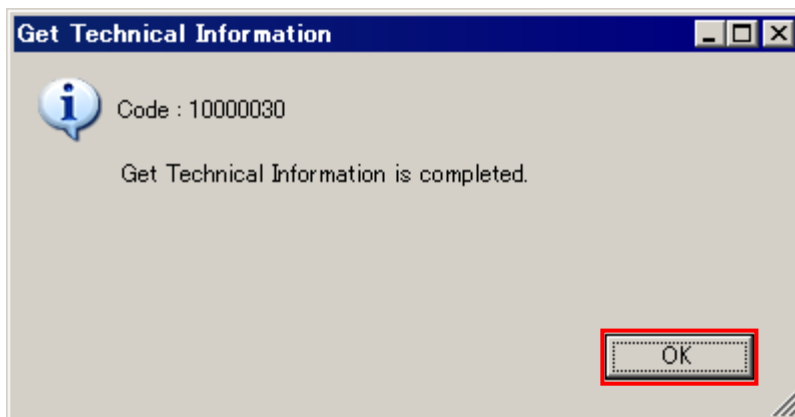 Get Technical Information
Code : 10000030
Get Technical Information is completed.
OK